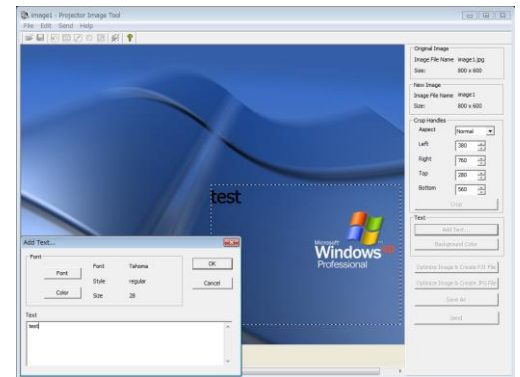 image1 - Projector Image Tool
File Edit Send Help
Original Image
Image File Name image1.jpg
Size: 800 x 600
New Image
Image File Name image1
Size: 800 x 600
Crop Handles
Aspect Normal
Left 380
Right 760
Top 280
Bottom 560
Crop
Text
Add Text...
Background Color
Optimize Image & Create PJI File
Optimize Image & Create JPG File
Save As
Send
test
Microsoft
Windows XP
Professional
Add Text...
Font
Font Font Tahoma
Style regular
Color Size 28
OK
Cancel
Text
test